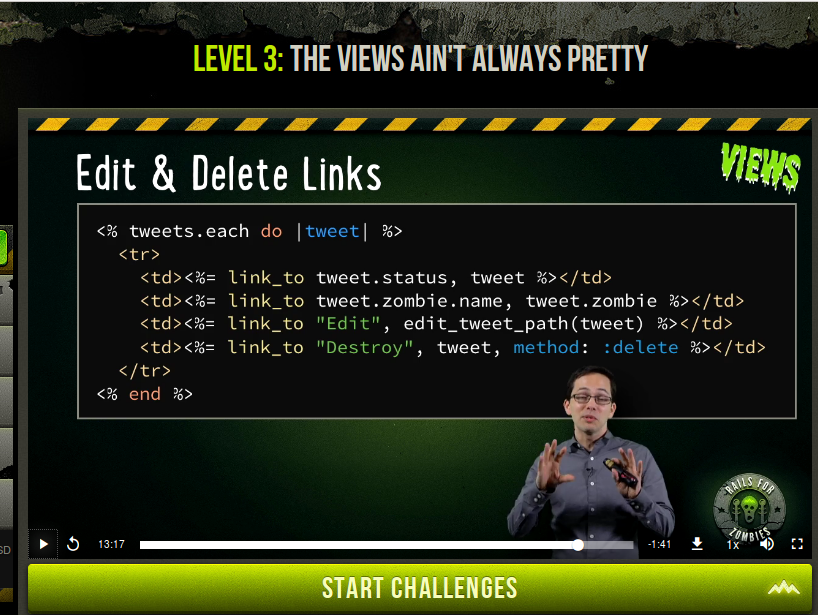 LEVEL 3: THE VIEWS AIN'T ALWAYS PRETTY
Edit & Delete Links
VIEWS
<% tweets.each do |tweet| %>
<tr>
<td><%= link_to tweet.status, tweet %></td>
<td><%= link_to tweet.zombie.name, tweet.zombie %></td>
<td><%= link_to "Edit", edit_tweet_path(tweet) %></td>
<td><%= link_to "Destroy", tweet, method: :delete %></td>
</tr>
<% end %>
RAILS FOR
ZOMBIES
13:17
-1:41
1x
SD
START CHALLENGES